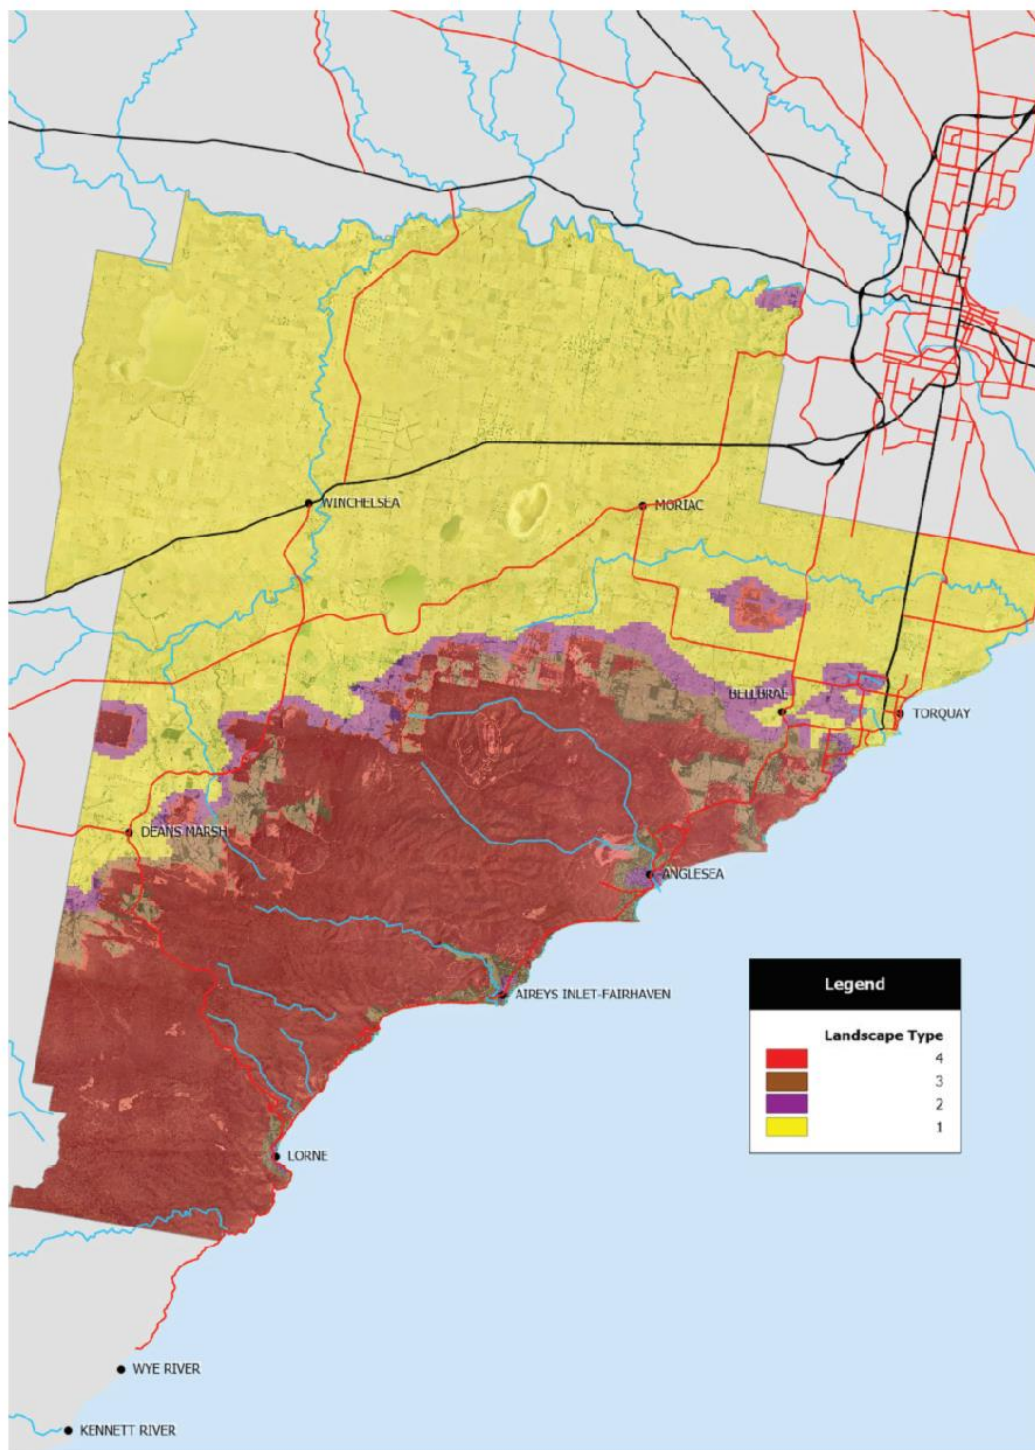 WINCHELSEA
MORIAC
BELLBRAE
TORQUAY
DEANS MARSH
ANGLESEA
AIREYS INLET-FAIRHAVEN
Legend
Landscape Type
4
3
2
1
LORNE
WYE RIVER
KENNETT RIVER